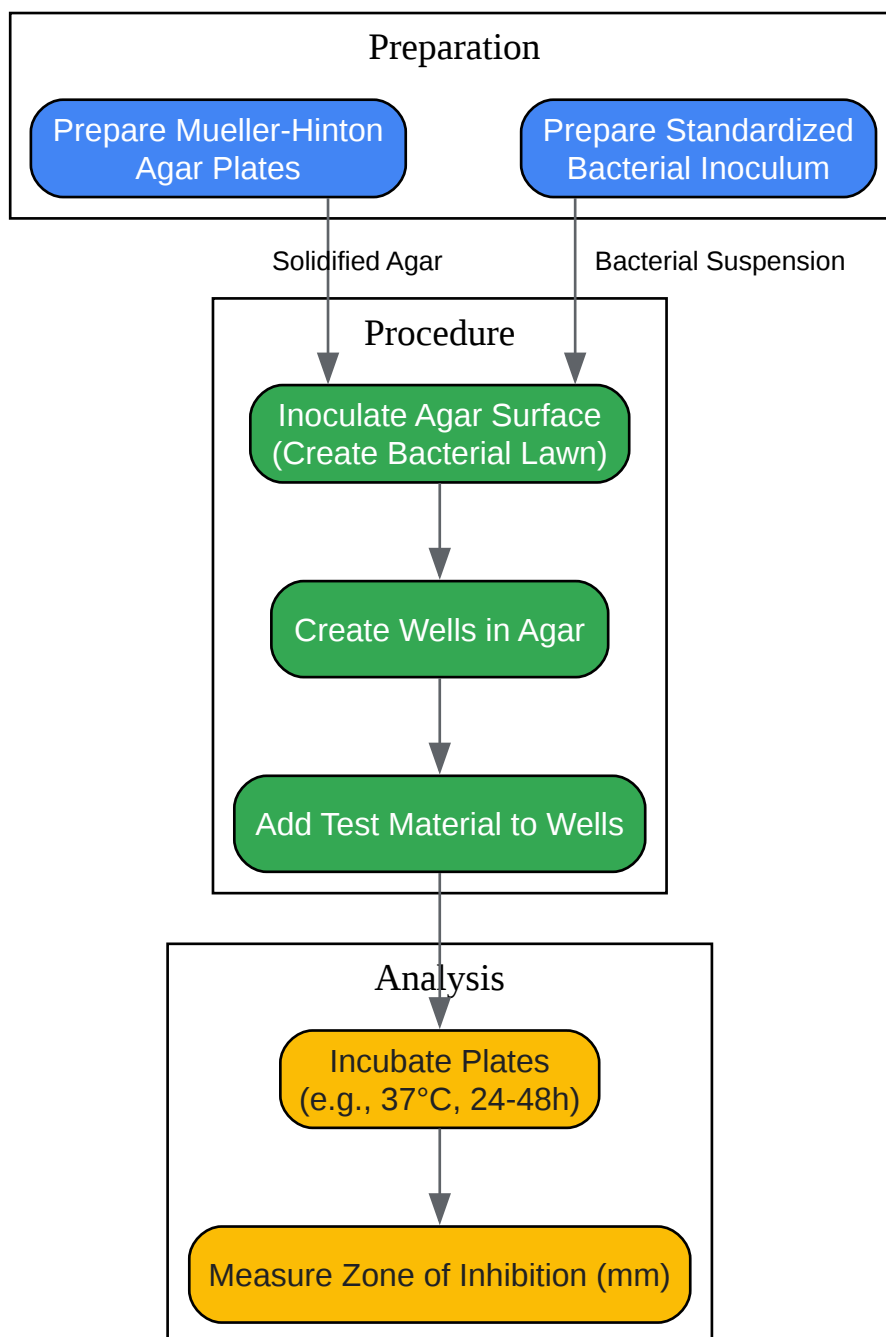 Preparation
Prepare Mueller-Hinton
Agar Plates
Prepare Standardized
Bacterial Inoculum
Solidified Agar
Bacterial Suspension
Procedure
Inoculate Agar Surface
(Create Bacterial Lawn)
Create Wells in Agar
Add Test Material to Wells
Analysis
Incubate Plates
(e.g., 37°C, 24-48h)
Measure Zone of Inhibition (mm)